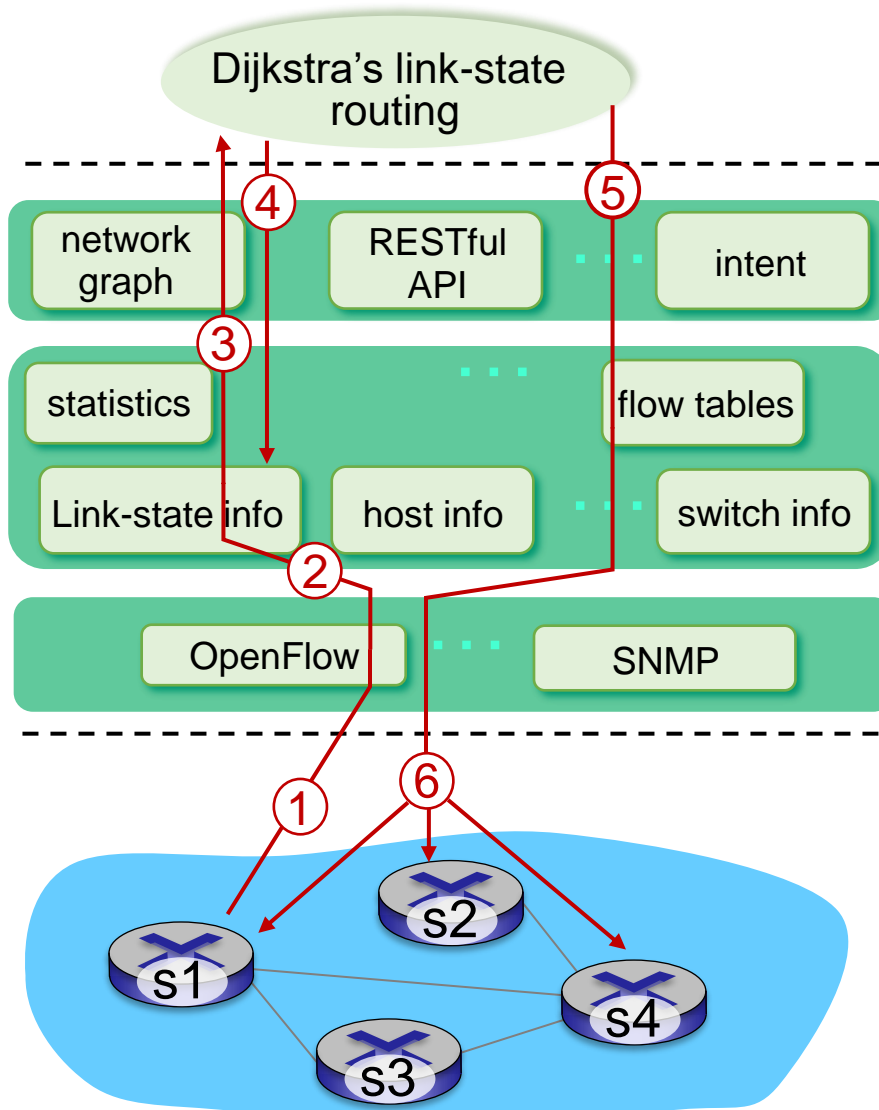 Dijkstra's link-state
routing
4
5
network
graph
RESTful
API
intent
3
statistics
flow tables
Link-state info
host info
switch info
2
OpenFlow
SNMP
1
6
s2
s1
s4
s3